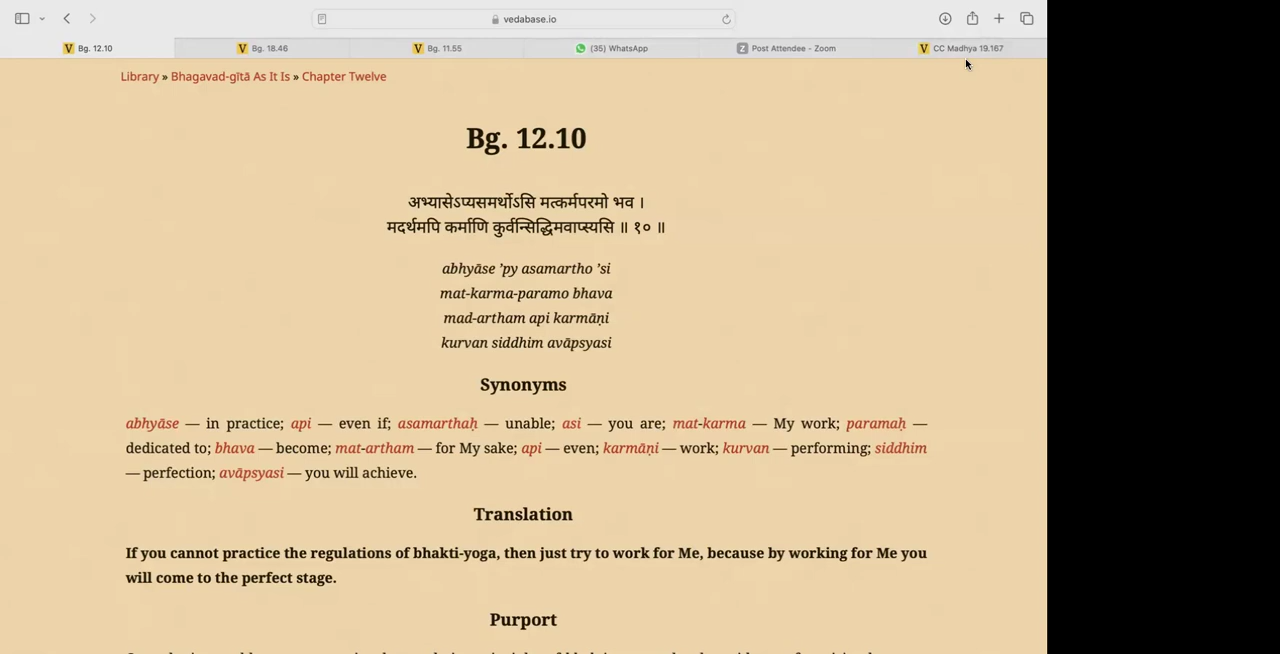 vedabase.io
Bg. 12.10
Bg. 18.46
Bg. 11.55
(35) WhatsApp
Post Attendee - Zoom
CC Madhya 19.167
Library » Bhagavad-gītā As It Is » Chapter Twelve
Bg. 12.10
अभ्यासेऽप्यसमर्थोऽसि मत्कर्मपरमो भव ।
मदर्थमपि कर्माणि कुर्वन्सिद्धिमवाप्स्यसि ॥ १० ॥
abhyāse ’py asamartho ’si
mat-karma-paramo bhava
mad-artham api karmāṇi
kurvan siddhim avāpsyasi
Synonyms
abhyāse — in practice; api — even if; asamarthaḥ — unable; asi — you are; mat-karma — My work; paramaḥ —
dedicated to; bhava — become; mat-artham — for My sake; api — even; karmāṇi — work; kurvan — performing; siddhim
— perfection; avāpsyasi — you will achieve.
Translation
If you cannot practice the regulations of bhakti-yoga, then just try to work for Me, because by working for Me you
will come to the perfect stage.
Purport